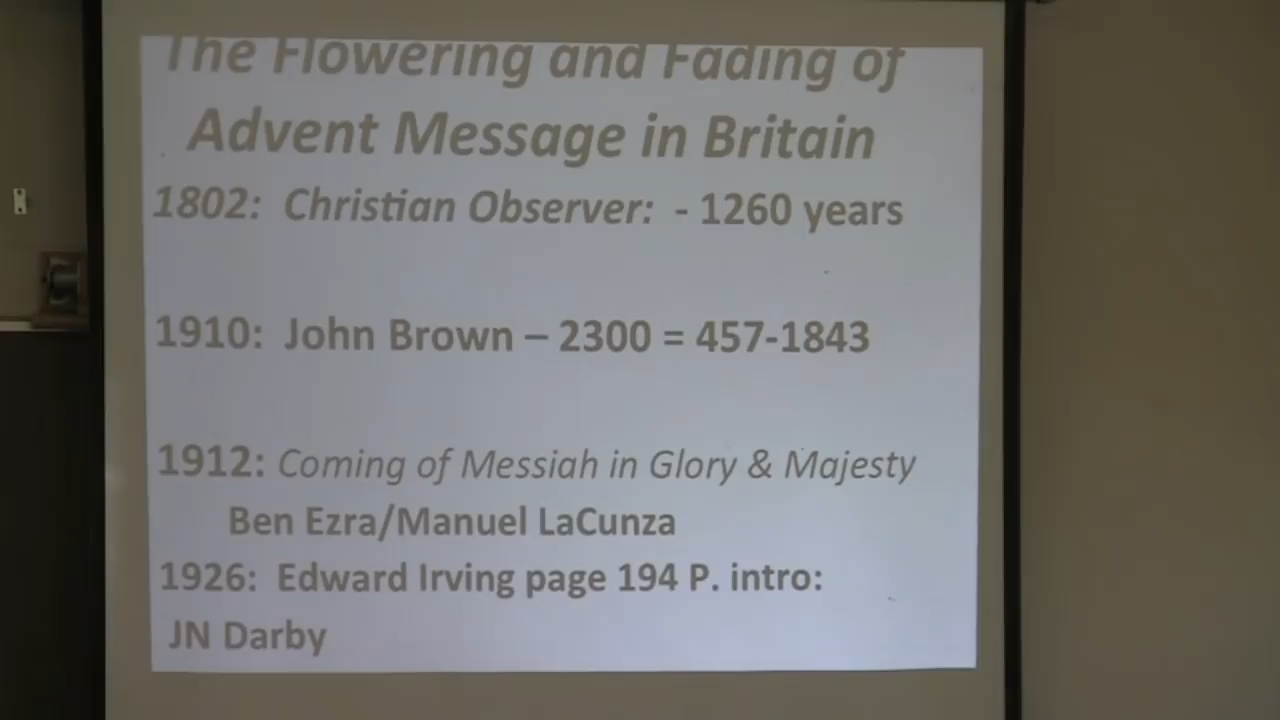 The Flowering and Fading of
Advent Message in Britain
1802: Christian Observer: - 1260 years
1910: John Brown – 2300 = 457-1843
1912: Coming of Messiah in Glory & Majesty
Ben Ezra/Manuel LaCunza
1926: Edward Irving page 194 P. intro:
JN Darby